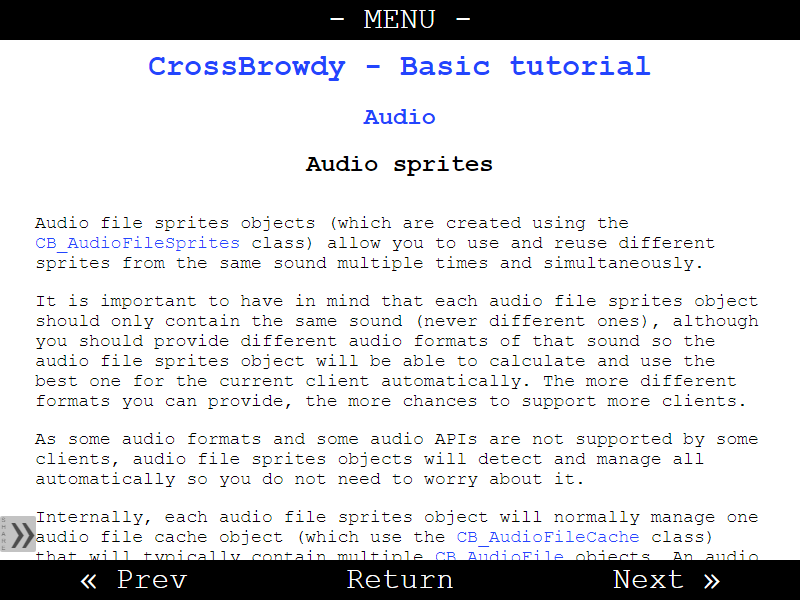 - MENU -
CrossBrowdy - Basic tutorial
Audio
Audio sprites
Audio file sprites objects (which are created using the
CB_AudioFileSprites class) allow you to use and reuse different
sprites from the same sound multiple times and simultaneously.
It is important to have in mind that each audio file sprites object
should only contain the same sound (never different ones), although
you should provide different audio formats of that sound so the
audio file sprites object will be able to calculate and use the
best one for the current client automatically. The more different
formats you can provide, the more chances to support more clients.
As some audio formats and some audio APIs are not supported by some
clients, audio file sprites objects will detect and manage all
automatically so you do not need to worry about it.
Internally, each audio file sprites object will normally manage one
audio file cache object (which use the CB_AudioFileCache class)
that will typically contain multiple CB_AudioFile objects. An audio
SHARE »
« Prev Return Next »